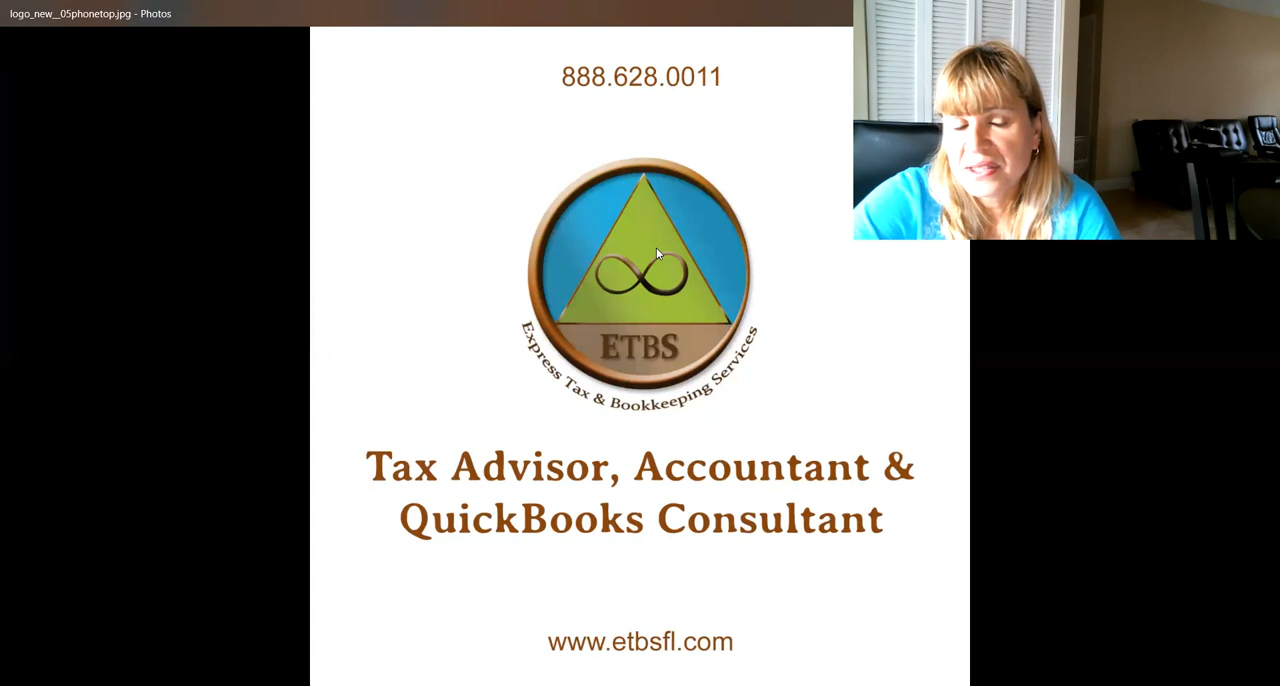 logo_new__05phonetop.jpg - Photos
888.628.0011
ETBS
Express Tax & Bookkeeping Services
Tax Advisor, Accountant &
QuickBooks Consultant
www.etbsfl.com